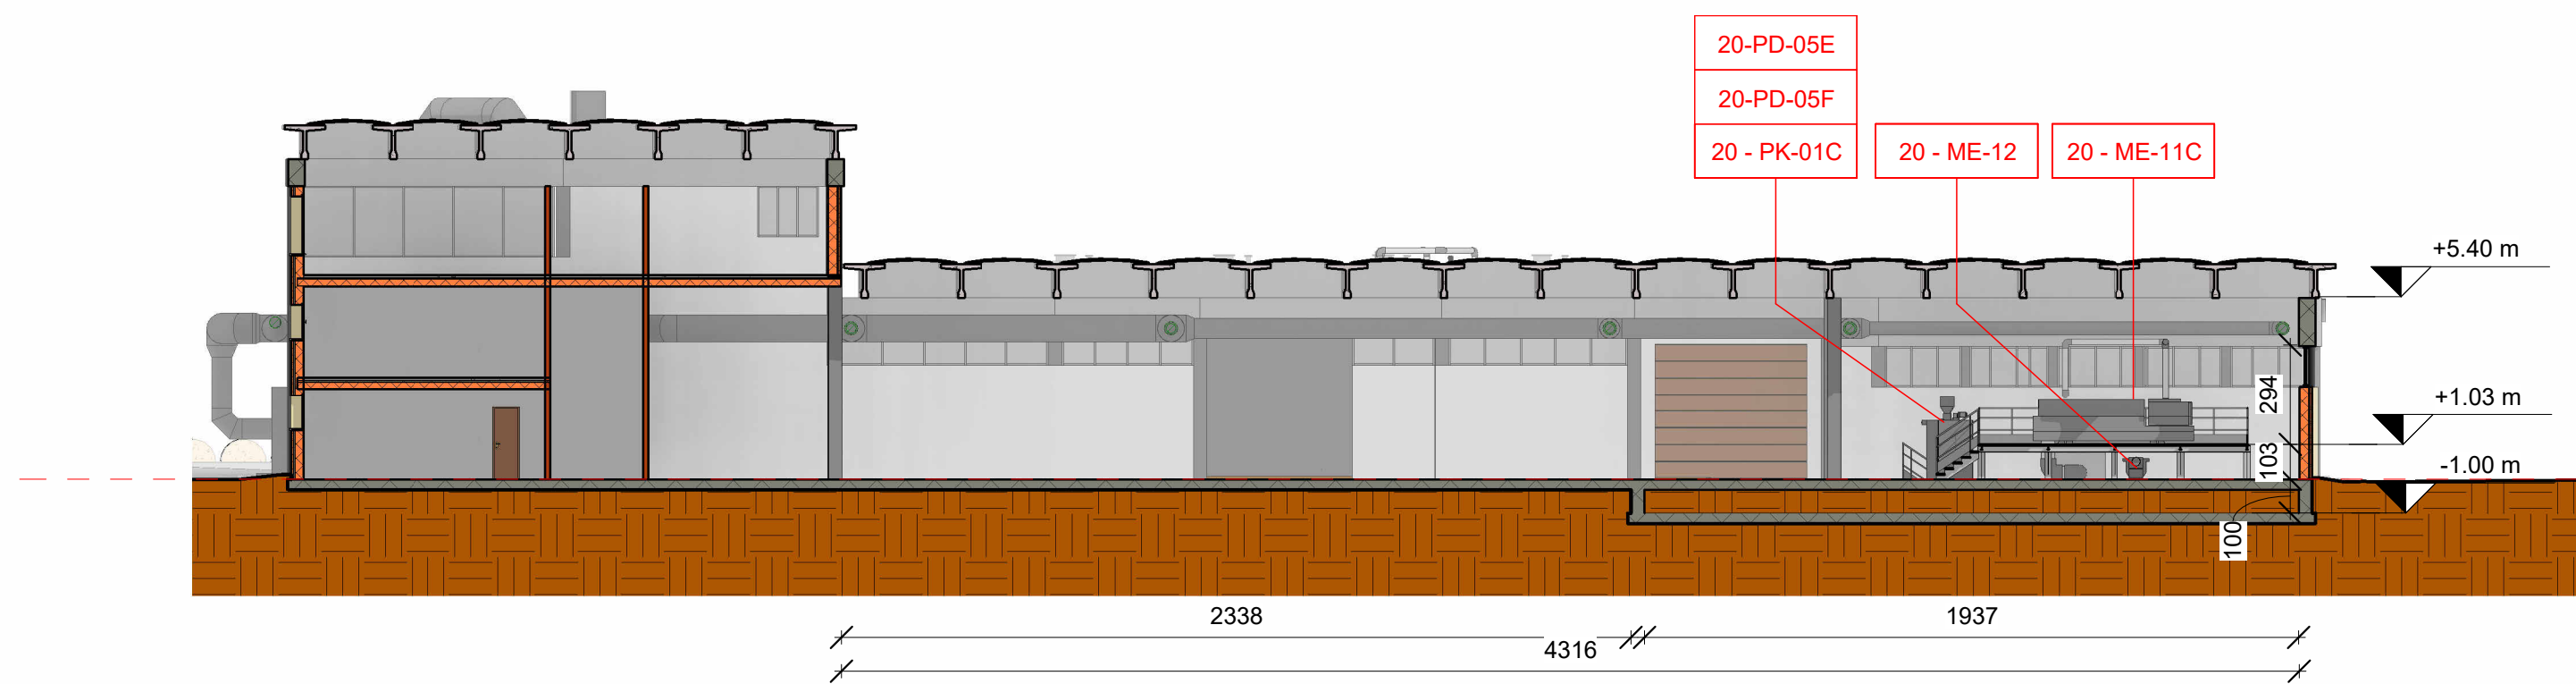 20-PD-05E
20-PD-05F
20 - PK-01C
20 - ME-12
20 - ME-11C
+5.40 m
+1.03 m
-1.00 m
294
103
100
2338
1937
4316